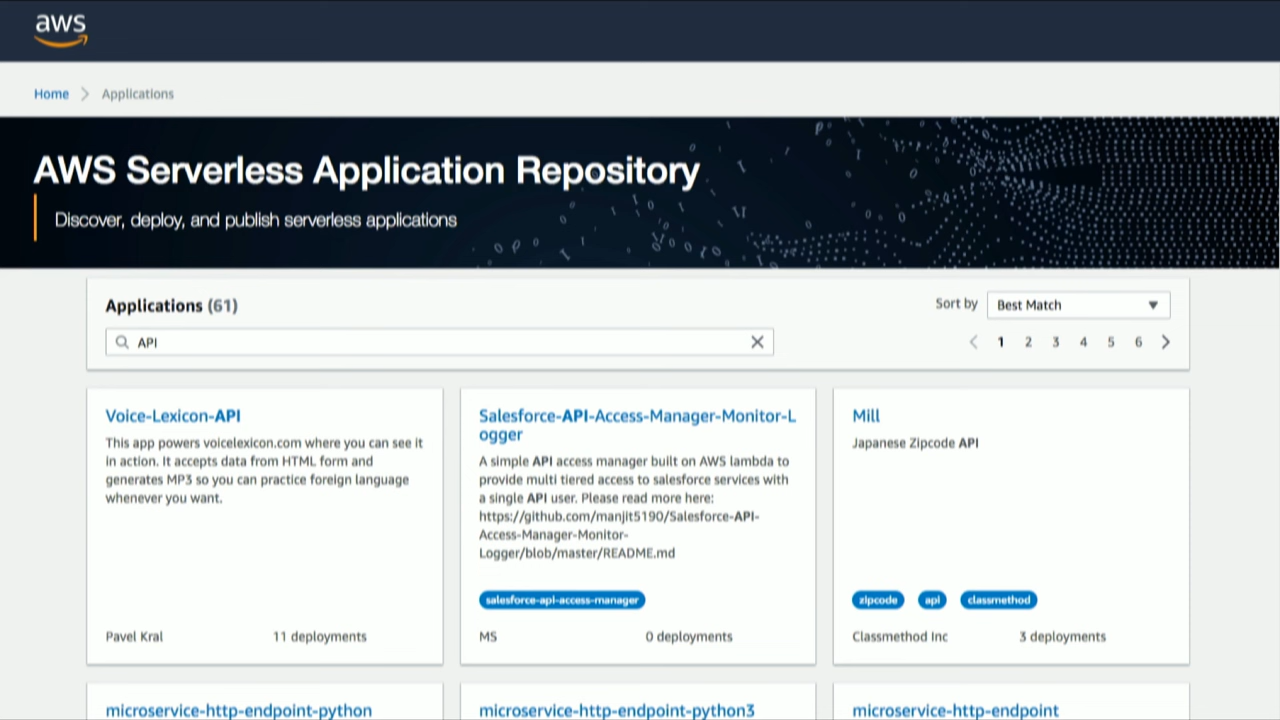 aws
Home > Applications
AWS Serverless Application Repository
Discover, deploy, and publish serverless applications
Applications (61)
Sort by Best Match
API
1 2 3 4 5 6
Voice-Lexicon-API
This app powers voicelexicon.com where you can see it
in action. It accepts data from HTML form and
generates MP3 so you can practice foreign language
whenever you want.
Pavel Kral 11 deployments
Salesforce-API-Access-Manager-Monitor-L
ogger
A simple API access manager built on AWS lambda to
provide multi tiered access to salesforce services with
a single API user. Please read more here:
https://github.com/manjit5190/Salesforce-API-
Access-Manager-Monitor-
Logger/blob/master/README.md
salesforce-api-access-manager
MS 0 deployments
Mill
Japanese Zipcode API
zipcode api classmethod
Classmethod Inc 3 deployments
microservice-http-endpoint-python
microservice-http-endpoint-python3
microservice-http-endpoint